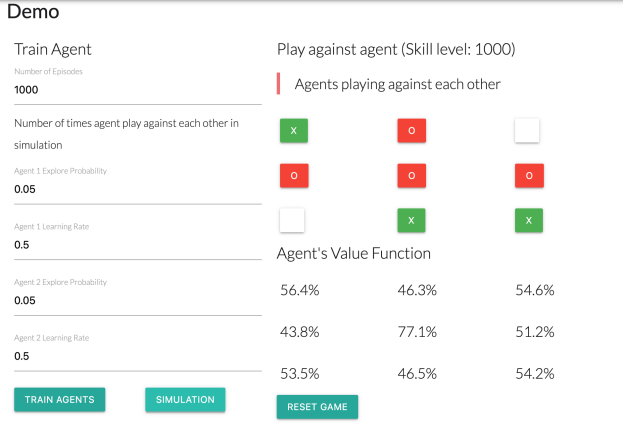 Demo
Train Agent
Number of Episodes
1000
Number of times agent play against each other in
simulation
Agent 1 Explore Probability
0.05
Agent 1 Learning Rate
0.5
Agent 2 Explore Probability
0.05
Agent 2 Learning Rate
0.5
TRAIN AGENTS SIMULATION
Play against agent (Skill level: 1000)
Agents playing against each other
X O
O O O
X X
Agent's Value Function
56.4% 46.3% 54.6%
43.8% 77.1% 51.2%
53.5% 46.5% 54.2%
RESET GAME